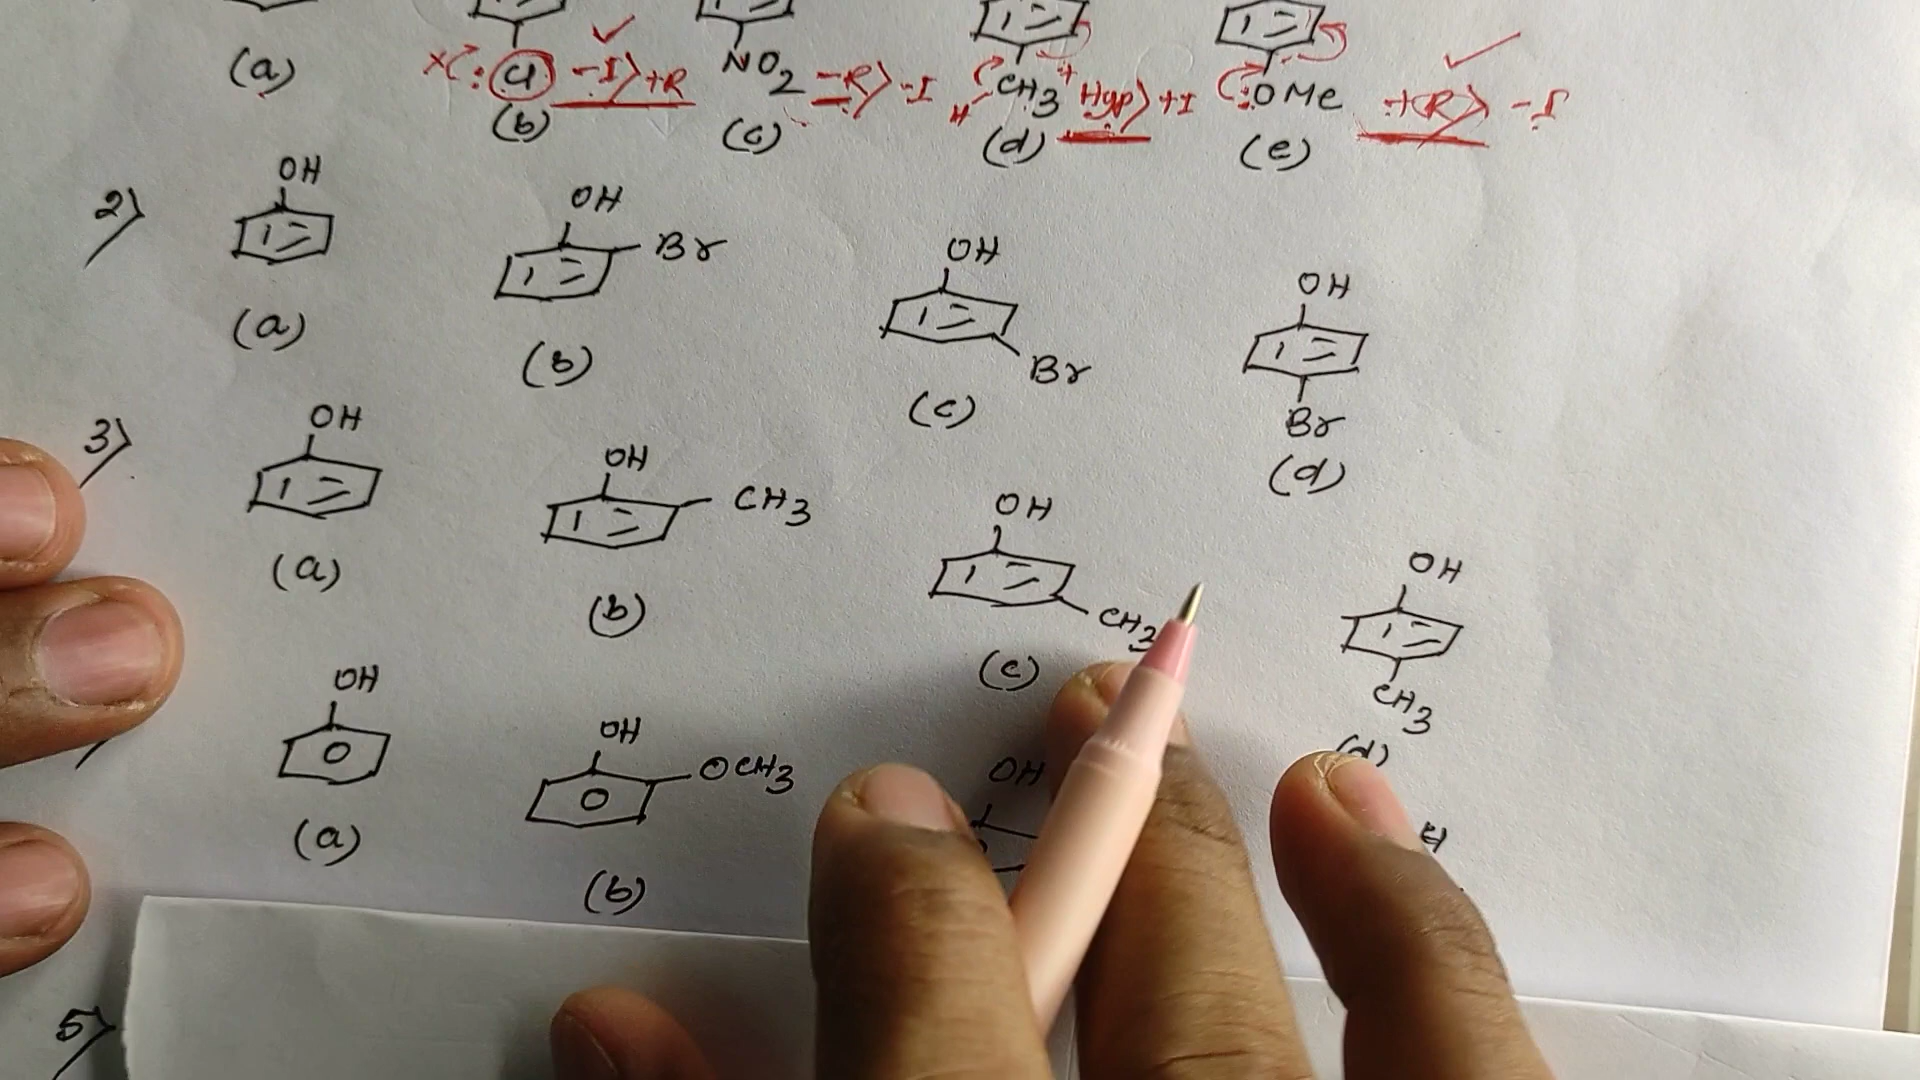 (a) ×(: Cl -I>+R (b) NO2 -R>-I (c) H CH3 + Hyp>+I (d) :OMe +R> -I (e)
2) OH (a) OH Br (b) OH Br (c) OH Br (d)
3) OH (a) OH CH3 (b) OH CH3 (c) OH CH3 (d)
OH (a) OH OCH3 (b) OH
5)